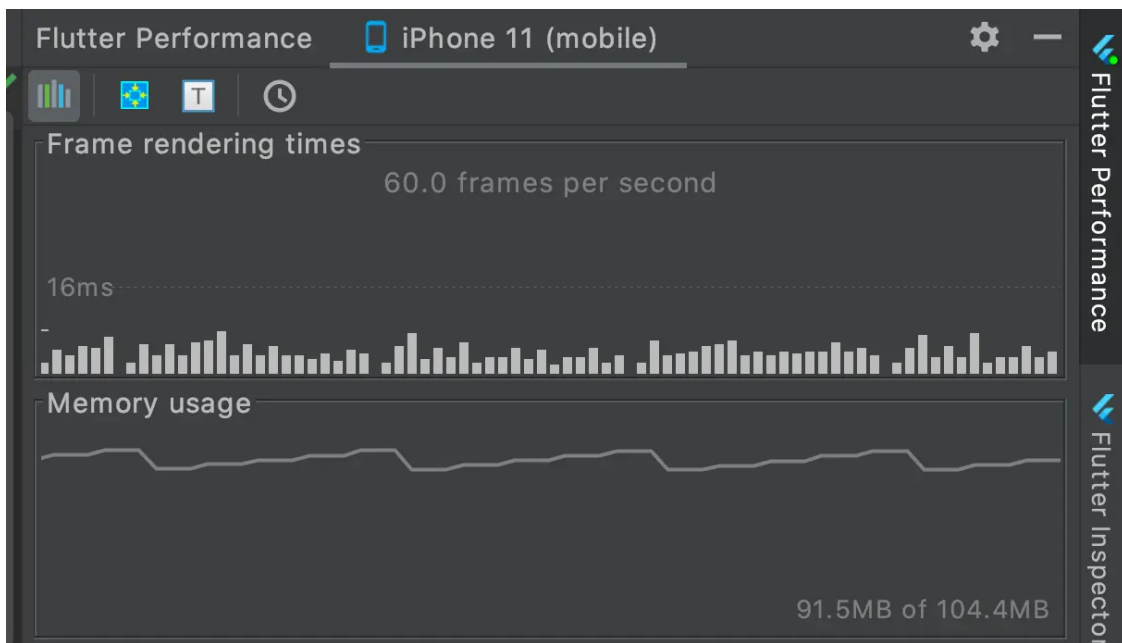 Flutter Performance
iPhone 11 (mobile)
T
Frame rendering times
60.0 frames per second
16ms
Memory usage
91.5MB of 104.4MB
Flutter Performance
Flutter Inspector